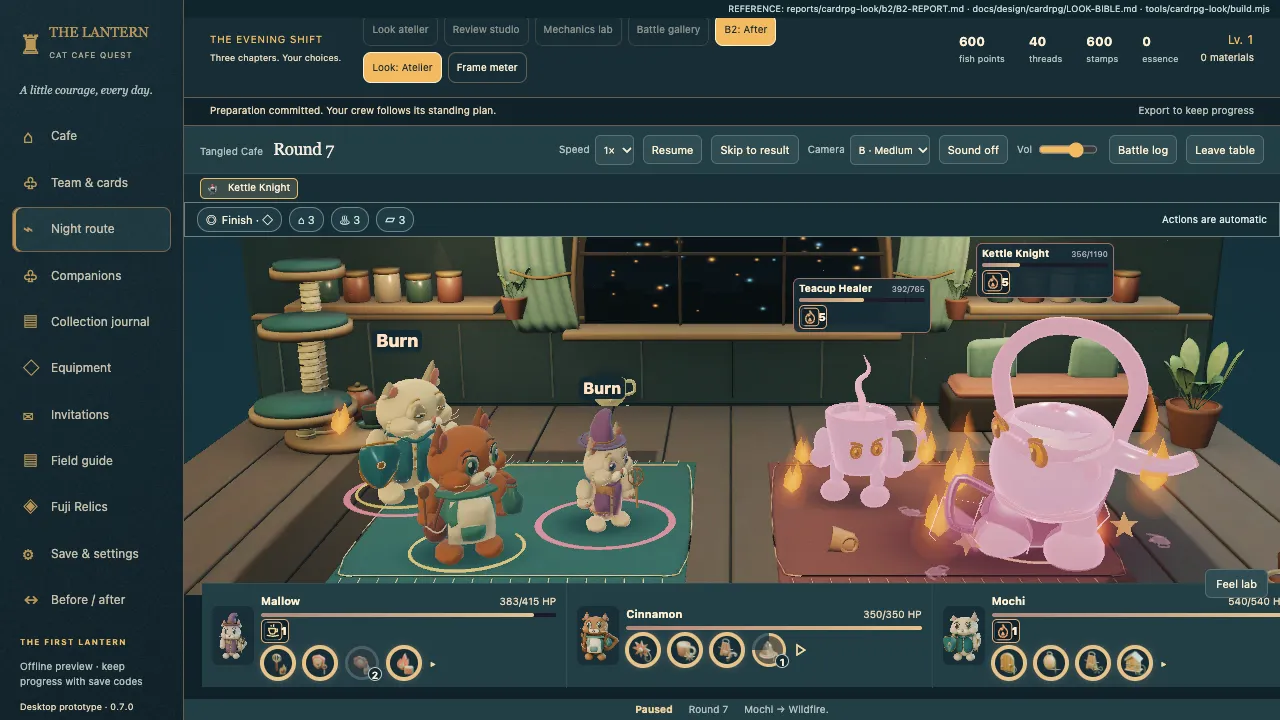 REFERENCE: reports/cardrpg-look/b2/B2-REPORT.md · docs/design/cardrpg/LOOK-BIBLE.md · tools/cardrpg-look/build.mjs
THE LANTERN
CAT CAFE QUEST
A little courage, every day.
Cafe
Team & cards
Night route
Companions
Collection journal
Equipment
Invitations
Field guide
Fuji Relics
Save & settings
Before / after
THE FIRST LANTERN
Offline preview · keep
progress with save codes
Desktop prototype · 0.7.0
THE EVENING SHIFT
Three chapters. Your choices.
Look atelier
Review studio
Mechanics lab
Battle gallery
B2: After
Look: Atelier
Frame meter
600 fish points
40 threads
600 stamps
0 essence
Lv. 1
0 materials
Preparation committed. Your crew follows its standing plan.
Export to keep progress
Tangled Cafe Round 7
Speed 1x Resume Skip to result Camera B · Medium Sound off Vol Battle log Leave table
Kettle Knight
Finish · 3 3 3
Actions are automatic
Kettle Knight 356/1190
5
Teacup Healer 392/765
5
Burn
Burn
Feel lab
Mallow 383/415 HP
1
2
Cinnamon 350/350 HP
1
Mochi 540/540 H
1
Paused Round 7 Mochi → Wildfire.